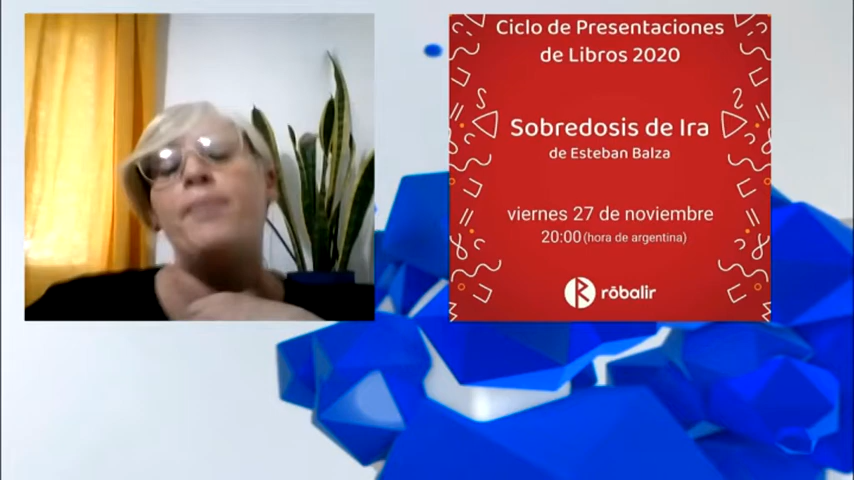 Ciclo de Presentaciones
de Libros 2020
Sobredosis de Ira
de Esteban Balza
viernes 27 de noviembre
20:00 (hora de argentina)
rōbalir